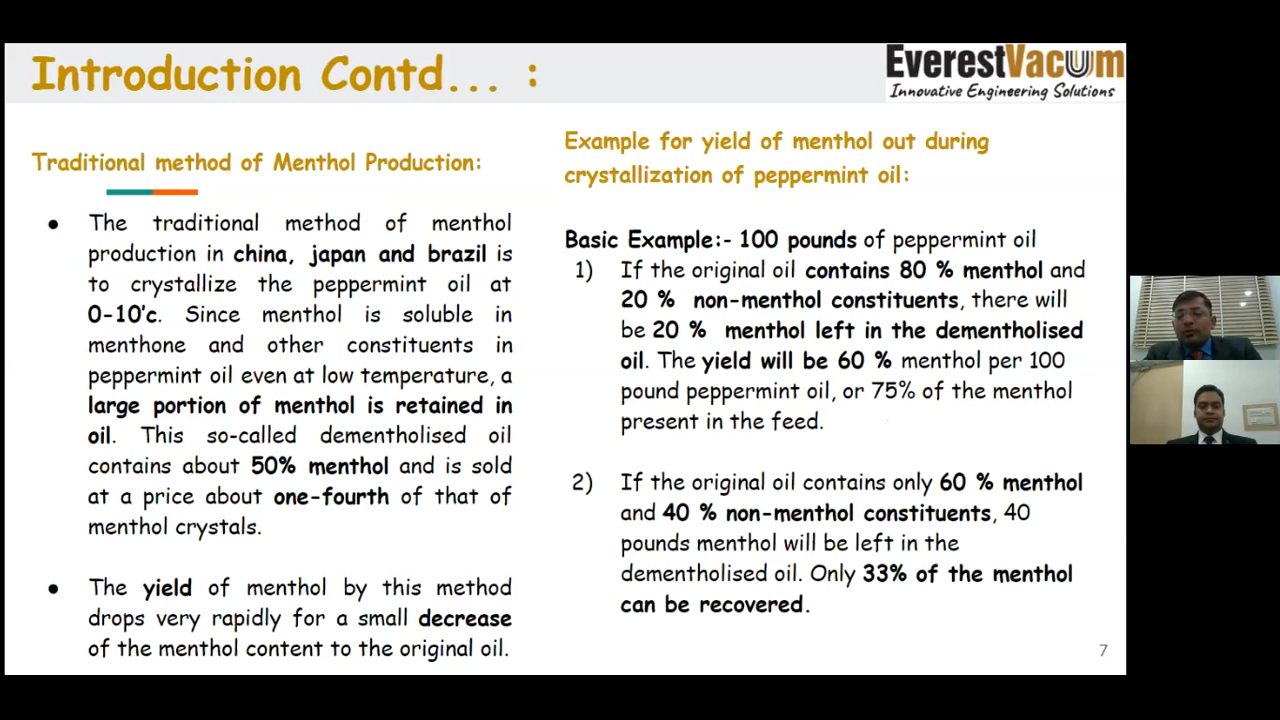 Introduction Contd... :
EverestVacuum
Innovative Engineering Solutions
Traditional method of Menthol Production:
● The traditional method of menthol
production in china, japan and brazil is
to crystallize the peppermint oil at
0-10'c. Since menthol is soluble in
menthone and other constituents in
peppermint oil even at low temperature, a
large portion of menthol is retained in
oil. This so-called dementholised oil
contains about 50% menthol and is sold
at a price about one-fourth of that of
menthol crystals.
● The yield of menthol by this method
drops very rapidly for a small decrease
of the menthol content to the original oil.
Example for yield of menthol out during
crystallization of peppermint oil:
Basic Example:- 100 pounds of peppermint oil
1) If the original oil contains 80 % menthol and
20 % non-menthol constituents, there will
be 20 % menthol left in the dementholised
oil. The yield will be 60 % menthol per 100
pound peppermint oil, or 75% of the menthol
present in the feed.
2) If the original oil contains only 60 % menthol
and 40 % non-menthol constituents, 40
pounds menthol will be left in the
dementholised oil. Only 33% of the menthol
can be recovered.
7